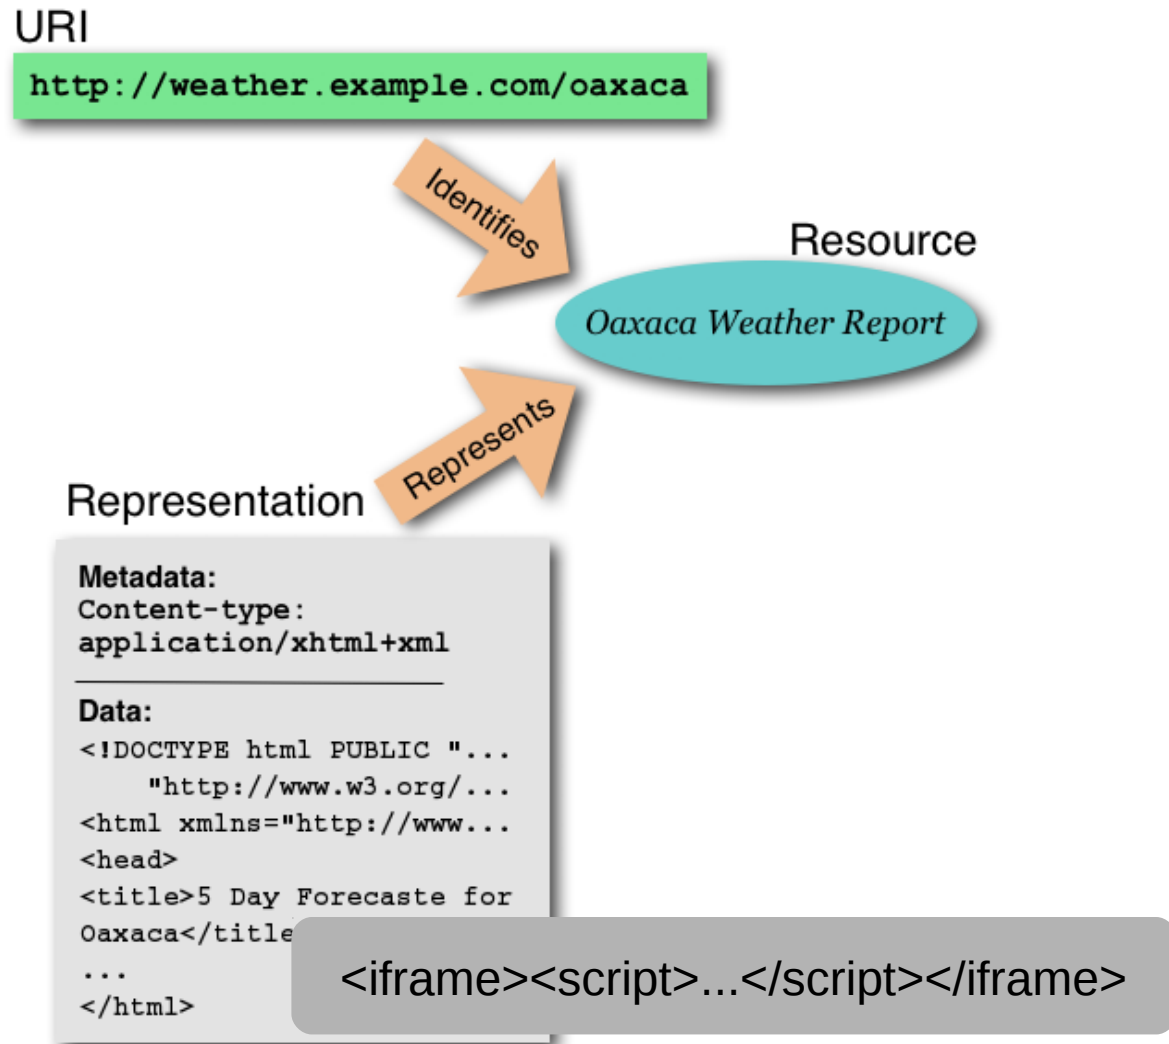 URI
http://weather.example.com/oaxaca
Identifies
Resource
Oaxaca Weather Report
Represents
Representation
Metadata:
Content-type:
application/xhtml+xml
Data:
<!DOCTYPE html PUBLIC "...
"http://www.w3.org/...
<html xmlns="http://www...
<head>
<title>5 Day Forecaste for
Oaxaca</title
...
</html>
<iframe><script>...</script></iframe>